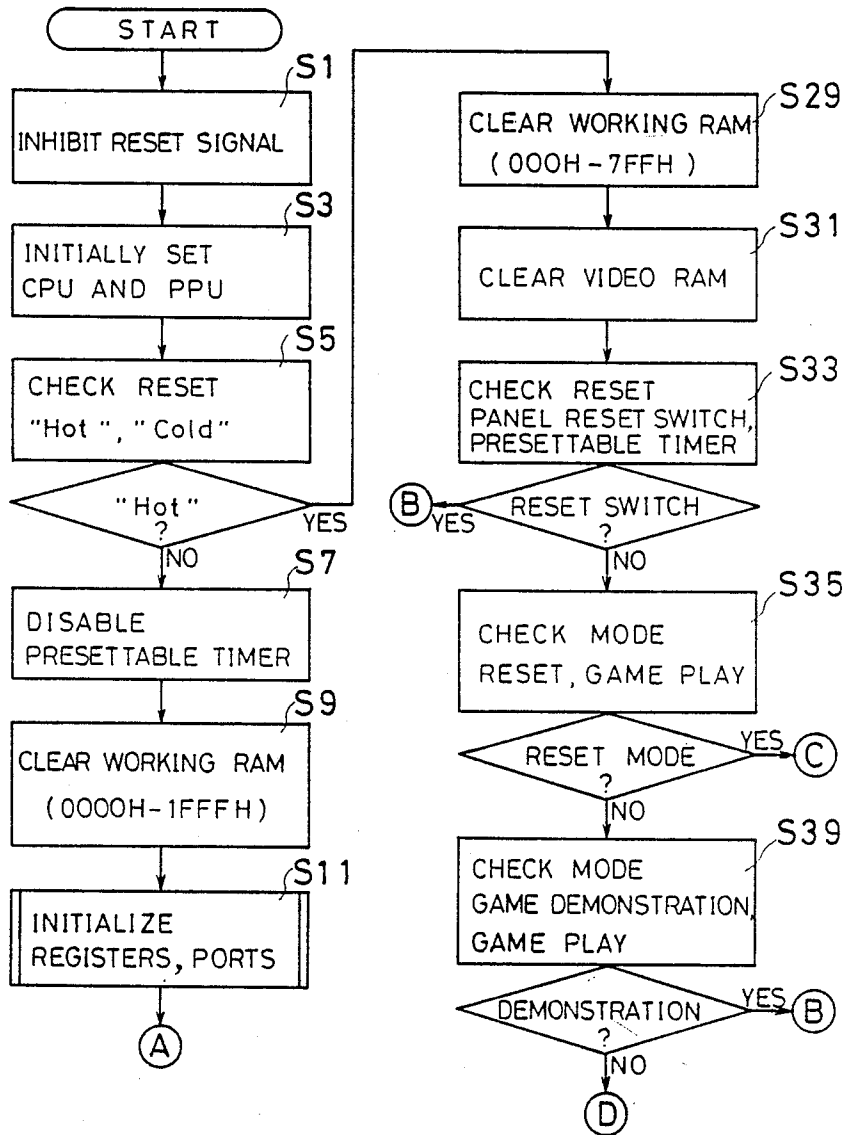 START
S1
INHIBIT RESET SIGNAL
S3
INITIALLY SET
CPU AND PPU
S5
CHECK RESET
"Hot", "Cold"
"Hot"
?
YES
NO
S7
DISABLE
PRESETTABLE TIMER
S9
CLEAR WORKING RAM
(0000H-1FFFH)
S11
INITIALIZE
REGISTERS, PORTS
A
S29
CLEAR WORKING RAM
(000H-7FFH)
S31
CLEAR VIDEO RAM
S33
CHECK RESET
PANEL RESET SWITCH,
PRESETTABLE TIMER
B
YES
RESET SWITCH
?
NO
S35
CHECK MODE
RESET, GAME PLAY
RESET MODE
?
YES
C
NO
S39
CHECK MODE
GAME DEMONSTRATION,
GAME PLAY
DEMONSTRATION
?
YES
B
NO
D